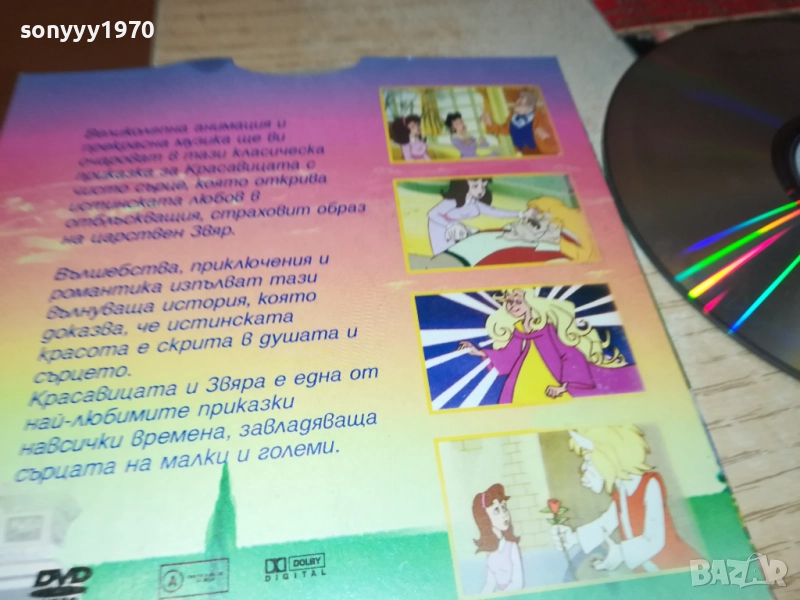 sonyyy1970
Великолепна анимация и
прекрасна музика ще ви
очароват в тази класическа
приказка за Красавицата с
чисто сърце, която открива
истинската любов в
отблъскващия, страховит образ
на царствен Звяр.
Вълшебства, приключения и
романтика изпълват тази
вълнуваща история, която
доказва, че истинската
красота е скрита в душата и
сърцето.
Красавицата и Звяра е една от
най-любимите приказки
навсички времена, завладяваща
сърцата на малки и големи.
DVD
A
DOLBY
DIGITAL
BAZAR